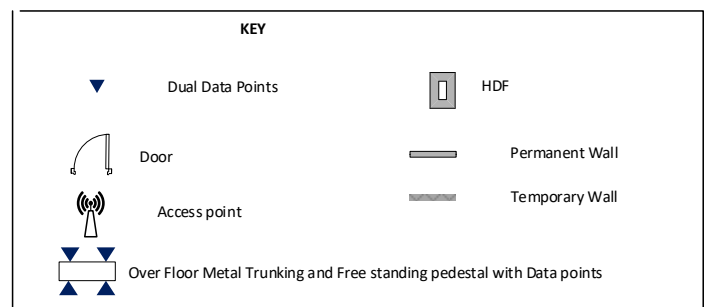 KEY
Dual Data Points
HDF
Door
Permanent Wall
Access point
Temporary Wall
Over Floor Metal Trunking and Free standing pedestal with Data points